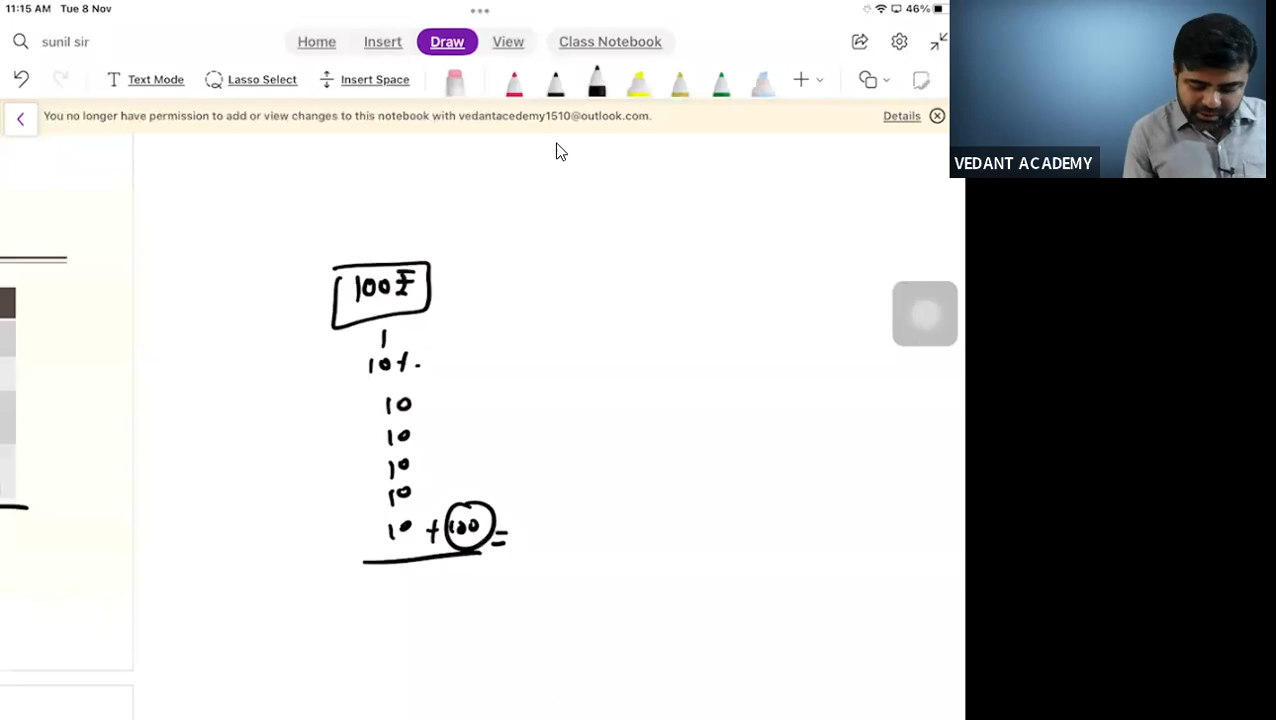 11:15 AM Tue 8 Nov
46%
sunil sir
Home Insert Draw View Class Notebook
Text Mode Lasso Select Insert Space
You no longer have permission to add or view changes to this notebook with vedantacedemy1510@outlook.com.
Details
VEDANT ACADEMY
100₹
10%.
10
10
10
10
10 + 100 =